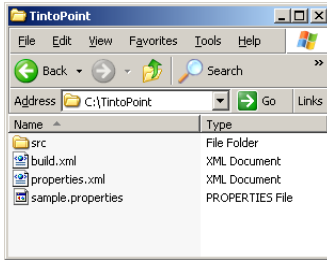 TintoPoint
File Edit View Favorites Tools Help
Back Search »
Address C:\TintoPoint Go Links
Name Type
src File Folder
build.xml XML Document
properties.xml XML Document
sample.properties PROPERTIES File